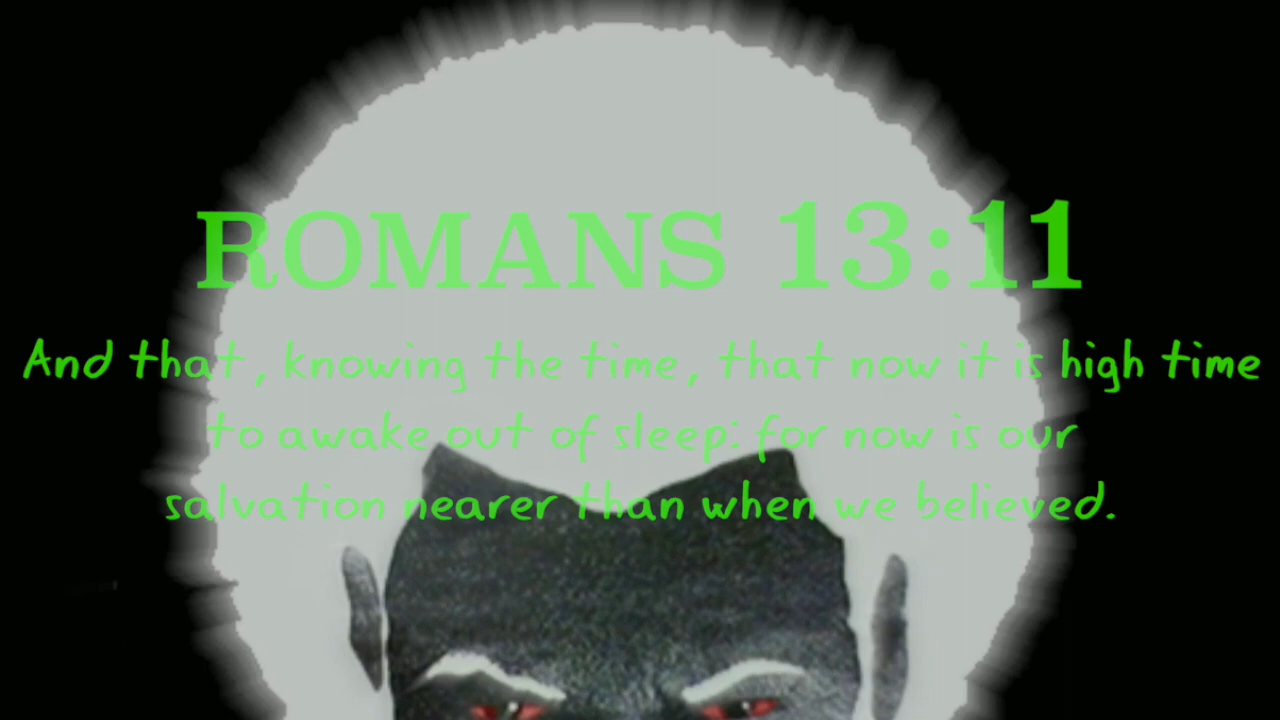 ROMANS 13:11
And that, knowing the time, that now it is high time
to awake out of sleep: for now is our
salvation nearer than when we believed.